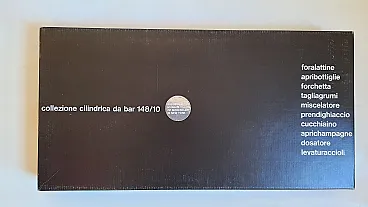 foralattine
apribottiglie
forchetta
tagliagrumi
collezione cilindrica da bar 148/10
miscelatore
prendighiaccio
cucchiaino
aprichampagne
dosatore
levaturaccioli